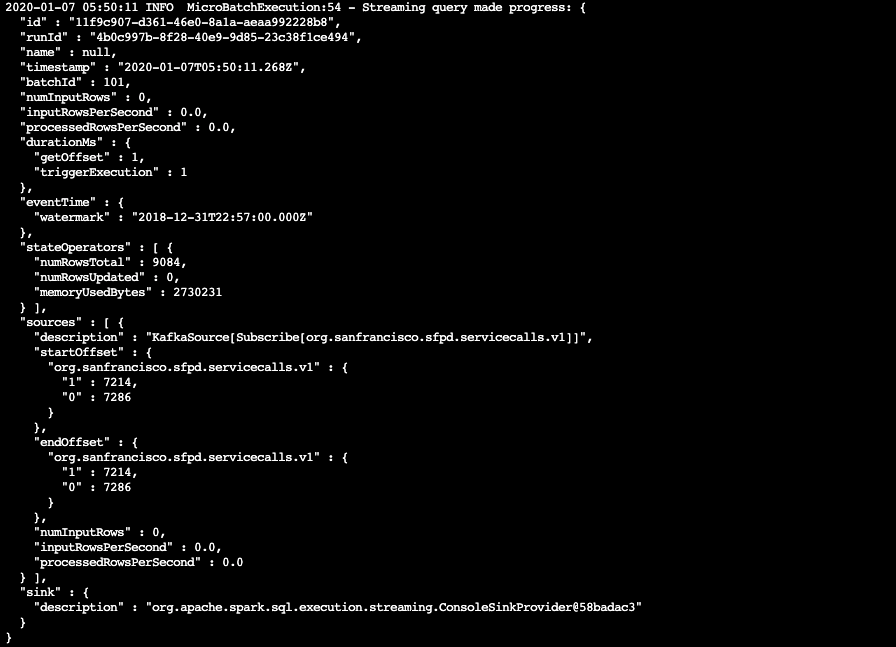 2020-01-07 05:50:11 INFO  MicroBatchExecution:54 - Streaming query made progress: {
  "id" : "11f9c907-d361-46e0-8a1a-aeaa992228b8",
  "runId" : "4b0c997b-8f28-40e9-9d85-23c38f1ce494",
  "name" : null,
  "timestamp" : "2020-01-07T05:50:11.268Z",
  "batchId" : 101,
  "numInputRows" : 0,
  "inputRowsPerSecond" : 0.0,
  "processedRowsPerSecond" : 0.0,
  "durationMs" : {
    "getOffset" : 1,
    "triggerExecution" : 1
  },
  "eventTime" : {
    "watermark" : "2018-12-31T22:57:00.000Z"
  },
  "stateOperators" : [ {
    "numRowsTotal" : 9084,
    "numRowsUpdated" : 0,
    "memoryUsedBytes" : 2730231
  } ],
  "sources" : [ {
    "description" : "KafkaSource[Subscribe[org.sanfrancisco.sfpd.servicecalls.v1]]",
    "startOffset" : {
      "org.sanfrancisco.sfpd.servicecalls.v1" : {
        "1" : 7214,
        "0" : 7286
      }
    },
    "endOffset" : {
      "org.sanfrancisco.sfpd.servicecalls.v1" : {
        "1" : 7214,
        "0" : 7286
      }
    },
    "numInputRows" : 0,
    "inputRowsPerSecond" : 0.0,
    "processedRowsPerSecond" : 0.0
  } ],
  "sink" : {
    "description" : "org.apache.spark.sql.execution.streaming.ConsoleSinkProvider@58badac3"
  }
}